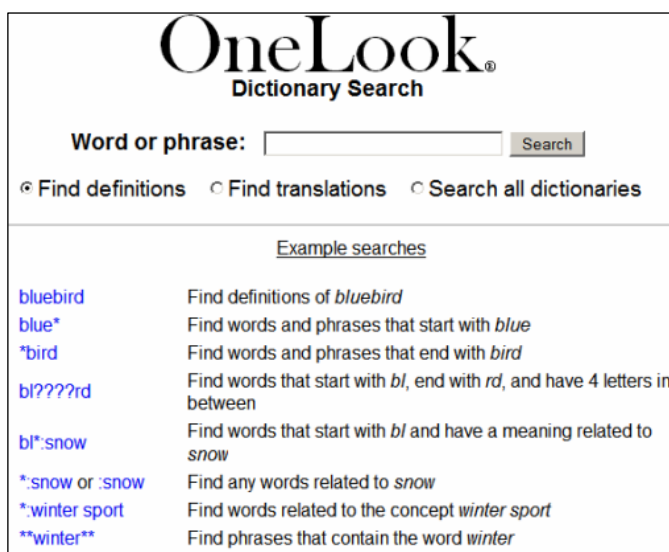 OneLook®
Dictionary Search
Word or phrase: Search
Find definitions Find translations Search all dictionaries
Example searches
bluebird Find definitions of bluebird
blue* Find words and phrases that start with blue
*bird Find words and phrases that end with bird
bl????rd Find words that start with bl, end with rd, and have 4 letters in
between
bl*:snow Find words that start with bl and have a meaning related to
snow
*:snow or :snow Find any words related to snow
*:winter sport Find words related to the concept winter sport
**winter** Find phrases that contain the word winter